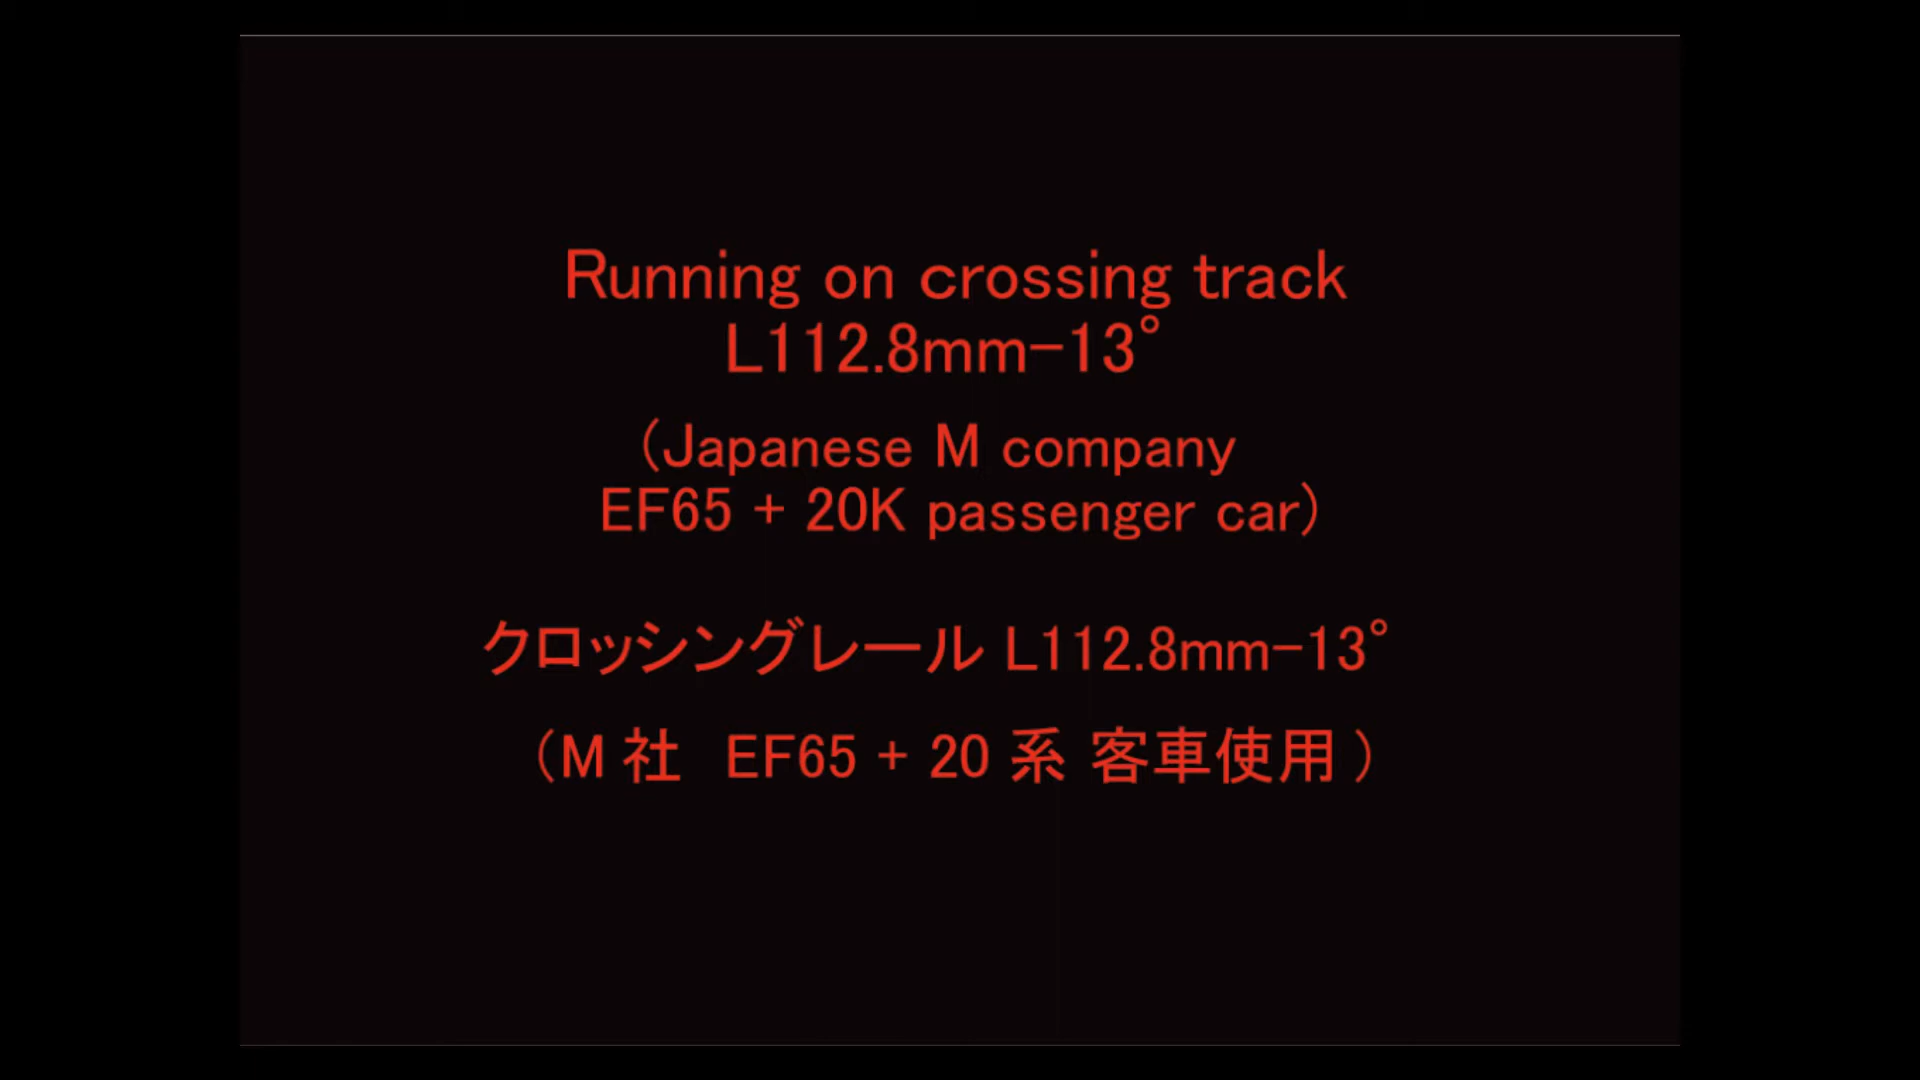 Running on crossing track
L112.8mm-13°
(Japanese M company
EF65 + 20K passenger car)
クロッシングレール L112.8mm-13°
（M 社　EF65 + 20 系 客車使用 ）